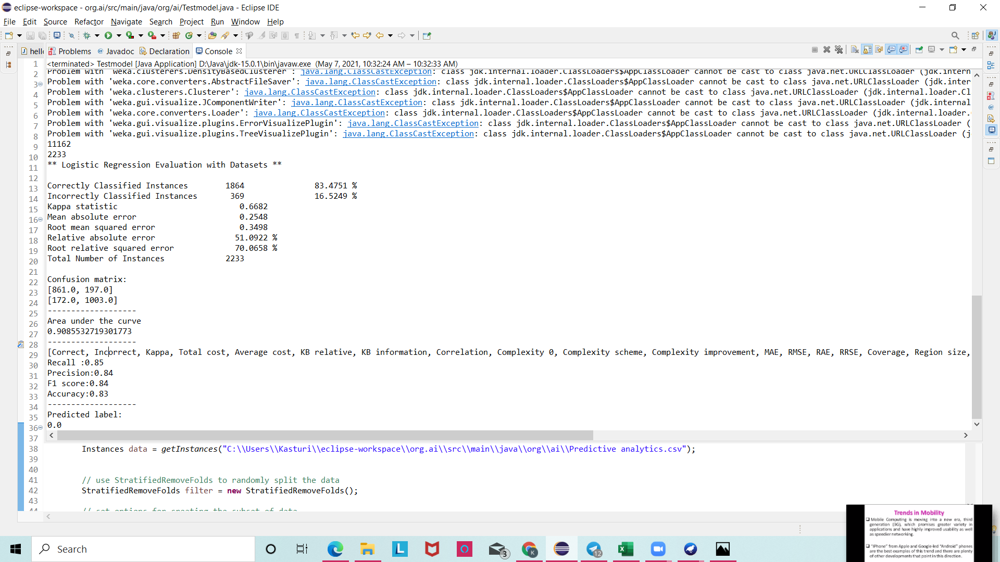 eclipse-workspace - org.ai/src/main/java/org/ai/Testmodel.java - Eclipse IDE
File Edit Source Refactor Navigate Search Project Run Window Help
hell Problems @ Javadoc Declaration Console
<terminated> Testmodel [Java Application] D:\Java\jdk-15.0.1\bin\javaw.exe (May 7, 2021, 10:32:24 AM – 10:32:33 AM)
Problem with 'weka.clusterers.DensityBasedClusterer': java.lang.ClassCastException: class jdk.internal.loader.ClassLoaders$AppClassLoader cannot be cast to class java.net.URLClassLoader (jdk.intern
Problem with 'weka.core.converters.AbstractFileSaver': java.lang.ClassCastException: class jdk.internal.loader.ClassLoaders$AppClassLoader cannot be cast to class java.net.URLClassLoader (jdk.inter
Problem with 'weka.clusterers.Clusterer': java.lang.ClassCastException: class jdk.internal.loader.ClassLoaders$AppClassLoader cannot be cast to class java.net.URLClassLoader (jdk.internal.loader.Cl
Problem with 'weka.gui.visualize.JComponentWriter': java.lang.ClassCastException: class jdk.internal.loader.ClassLoaders$AppClassLoader cannot be cast to class java.net.URLClassLoader (jdk.internal
Problem with 'weka.core.converters.Loader': java.lang.ClassCastException: class jdk.internal.loader.ClassLoaders$AppClassLoader cannot be cast to class java.net.URLClassLoader (jdk.internal.loader.
Problem with 'weka.gui.visualize.plugins.ErrorVisualizePlugin': java.lang.ClassCastException: class jdk.internal.loader.ClassLoaders$AppClassLoader cannot be cast to class java.net.URLClassLoader (
Problem with 'weka.gui.visualize.plugins.TreeVisualizePlugin': java.lang.ClassCastException: class jdk.internal.loader.ClassLoaders$AppClassLoader cannot be cast to class java.net.URLClassLoader (j
11162
2233
** Logistic Regression Evaluation with Datasets **
Correctly Classified Instances 1864 83.4751 %
Incorrectly Classified Instances 369 16.5249 %
Kappa statistic 0.6682
Mean absolute error 0.2548
Root mean squared error 0.3498
Relative absolute error 51.0922 %
Root relative squared error 70.0658 %
Total Number of Instances 2233
Confusion matrix:
[861.0, 197.0]
[172.0, 1003.0]
-------------------
Area under the curve
0.9085532719301773
-------------------
[Correct, Incorrect, Kappa, Total cost, Average cost, KB relative, KB information, Correlation, Complexity 0, Complexity scheme, Complexity improvement, MAE, RMSE, RAE, RRSE, Coverage, Region size,
Recall :0.85
Precision:0.84
F1 score:0.84
Accuracy:0.83
-------------------
Predicted label:
0.0
1
2
3
4
5
6
7
8
9
10
11
12
13
14
15
16
17
18
19
20
21
22
23
24
25
26
27
28
29
30
31
32
33
34
35
36
37
38 Instances data = getInstances("C:\\Users\\Kasturi\\eclipse-workspace\\org.ai\\src\\main\\java\\org\\ai\\Predictive analytics.csv");
39
40
41 // use StratifiedRemoveFolds to randomly split the data
42 StratifiedRemoveFolds filter = new StratifiedRemoveFolds();
43
44 // set options for creating the subset of data
Trends in Mobility
Mobile Computing is moving into a new era, third
generation (3G), which promises greater variety in
applications and have highly improved usability as well
as speedier networking.
"iPhone" from Apple and Google-led "Android" phones
are the best examples of this trend and there are plenty
of other developments that point in this direction.
Search
L
3
K
12